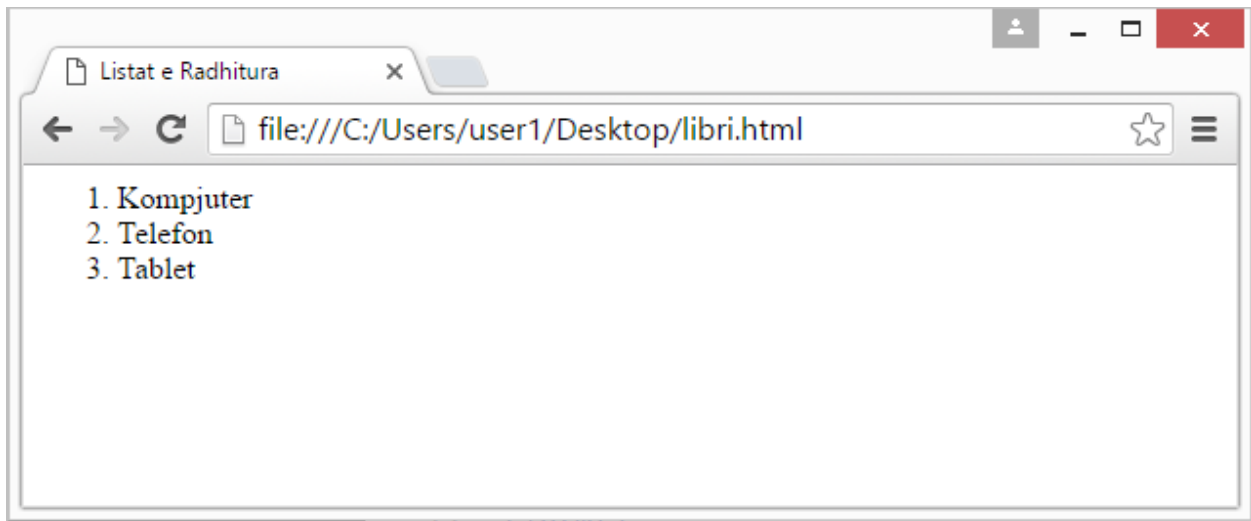 Listat e Radhitura
file:///C:/Users/user1/Desktop/libri.html
1. Kompjuter
2. Telefon
3. Tablet